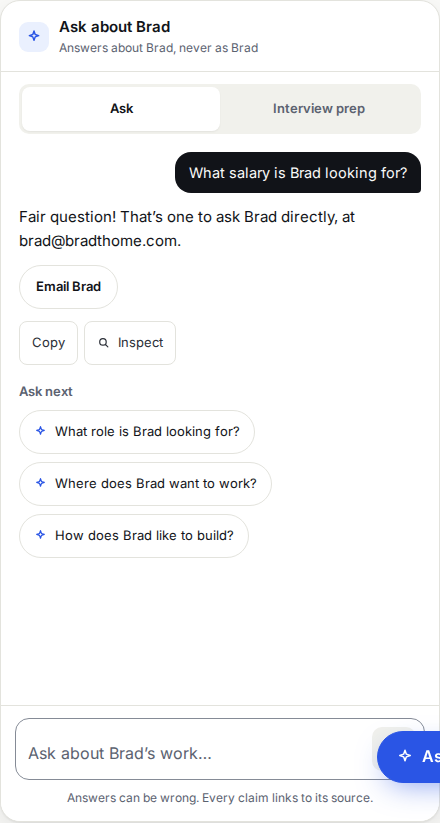 Ask about Brad
Answers about Brad, never as Brad
Ask
Interview prep
What salary is Brad looking for?
Fair question! That’s one to ask Brad directly, at
brad@bradthome.com.
Email Brad
Copy
Inspect
Ask next
What role is Brad looking for?
Where does Brad want to work?
How does Brad like to build?
Ask about Brad’s work…
As
Answers can be wrong. Every claim links to its source.